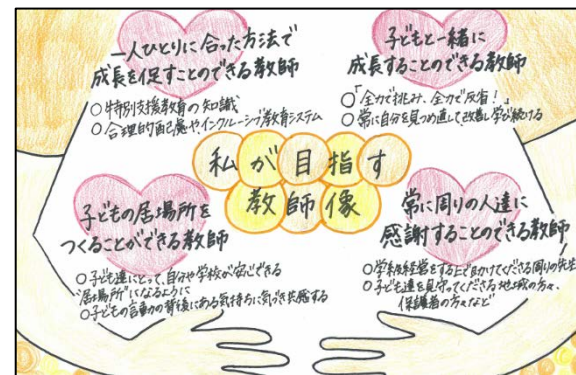 一人ひとりに合った方法で
成長を促すことのできる教師
○特別支援教育の知識
○合理的配慮やインクルーシブ教育システム
子どもと一緒に
成長することのできる教師
○「全力で挑み、全力で反省！」
○常に自分を見つめ直して改善し学び続ける
私が目指す
教師像
子どもの居場所を
つくることができる教師
○子ども達にとって、自分や学校が安心できる
"居場所"になるように
○子どもの言動の背後にある気持ちに気づき共感する
常に周りの人達に
感謝することのできる教師
○学級経営をする上で助けてくださる周りの先生
○子ども達を見守ってくださる地域の方々、
保護者の方々など